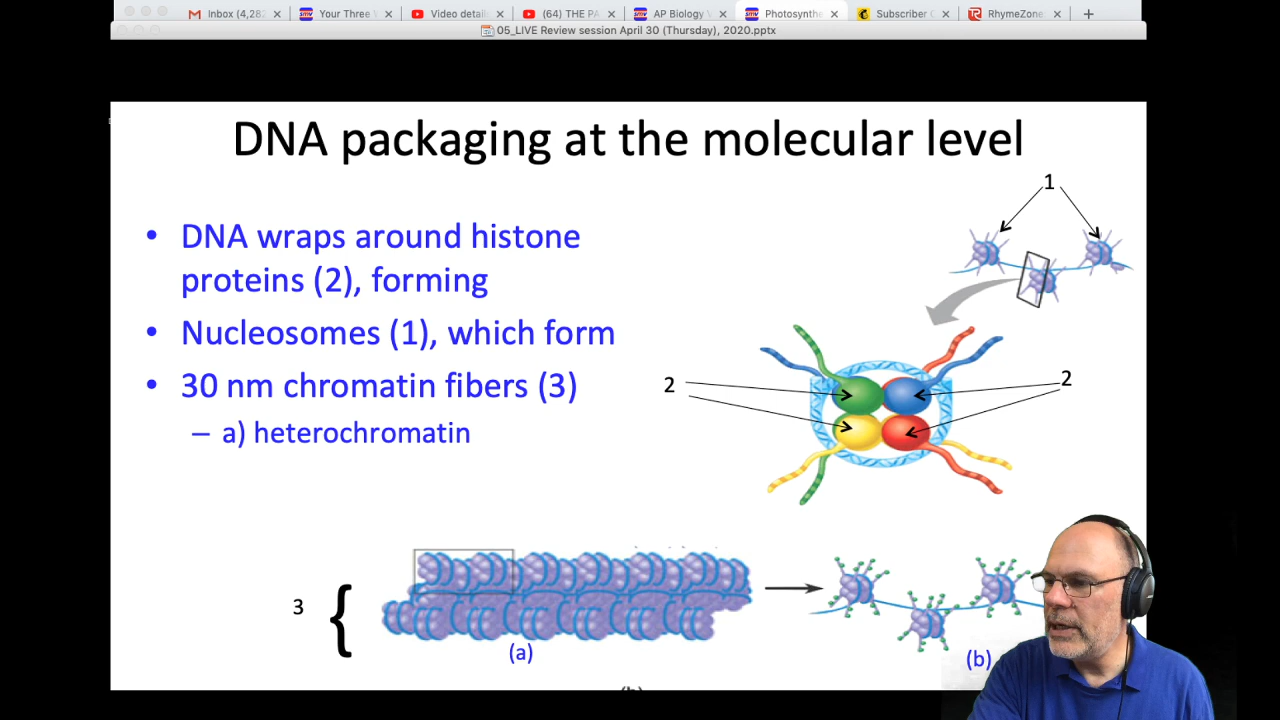 Inbox (4,28
Your Three
Video detail
(64) THE PA
AP Biology
Photosynthe
Subscriber
RhymeZone
05_LIVE Review session April 30 (Thursday), 2020.pptx
DNA packaging at the molecular level
1
• DNA wraps around histone
proteins (2), forming
• Nucleosomes (1), which form
• 30 nm chromatin fibers (3)
– a) heterochromatin
2
2
3 {
(a)
(b)